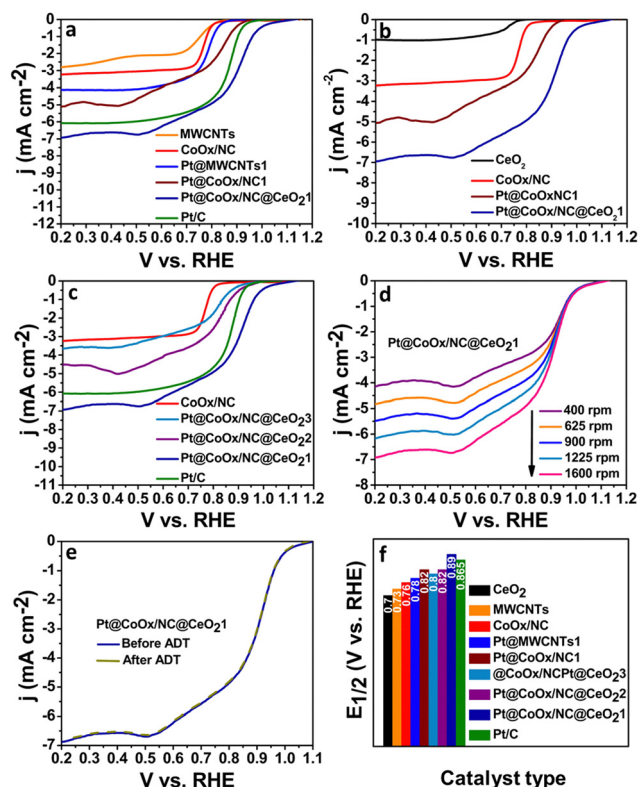 a
j (mA cm-2)
0
-1
-2
-3
-4
-5
-6
-7
-8
-9
-10
-11
-12
MWCNTs
CoOx/NC
Pt@MWCNTs1
Pt@CoOx/NC1
Pt@CoOx/NC@CeO₂1
Pt/C
0.2 0.3 0.4 0.5 0.6 0.7 0.8 0.9 1.0 1.1 1.2
V vs. RHE
b
j (mA cm-2)
0
-1
-2
-3
-4
-5
-6
-7
-8
-9
-10
CeO₂
CoOx/NC
Pt@CoOxNC1
Pt@CoOx/NC@CeO₂1
0.2 0.3 0.4 0.5 0.6 0.7 0.8 0.9 1.0 1.1 1.2
V vs. RHE
c
j (mA cm-2)
0
-1
-2
-3
-4
-5
-6
-7
-8
-9
-10
-11
CoOx/NC
Pt@CoOx/NC@CeO₂3
Pt@CoOx/NC@CeO₂2
Pt@CoOx/NC@CeO₂1
Pt/C
0.2 0.3 0.4 0.5 0.6 0.7 0.8 0.9 1.0 1.1 1.2
V vs. RHE
d
j (mA cm-2)
0
-1
-2
-3
-4
-5
-6
-7
-8
Pt@CoOx/NC@CeO₂1
400 rpm
625 rpm
900 rpm
1225 rpm
1600 rpm
0.2 0.4 0.6 0.8 1.0 1.2
V vs. RHE
e
j (mA cm-2)
0
-1
-2
-3
-4
-5
-6
-7
Pt@CoOx/NC@CeO₂1
Before ADT
After ADT
0.2 0.3 0.4 0.5 0.6 0.7 0.8 0.9 1.0 1.1
V vs. RHE
f
E1/2 (V vs. RHE)
0.7
0.73
0.76
0.78
0.82
0.8
0.82
0.89
0.865
CeO₂
MWCNTs
CoOx/NC
Pt@MWCNTs1
Pt@CoOx/NC1
@CoOx/NCPt@CeO₂3
Pt@CoOx/NC@CeO₂2
Pt@CoOx/NC@CeO₂1
Pt/C
Catalyst type